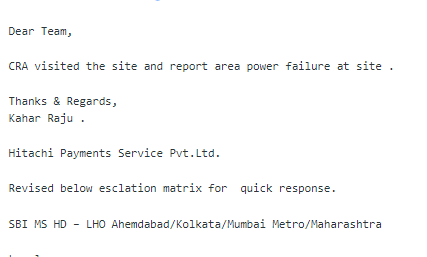 Dear Team,
CRA visited the site and report area power failure at site .
Thanks & Regards,
Kahar Raju .
Hitachi Payments Service Pvt.Ltd.
Revised below esclation matrix for  quick response.
SBI MS HD – LHO Ahemdabad/Kolkata/Mumbai Metro/Maharashtra